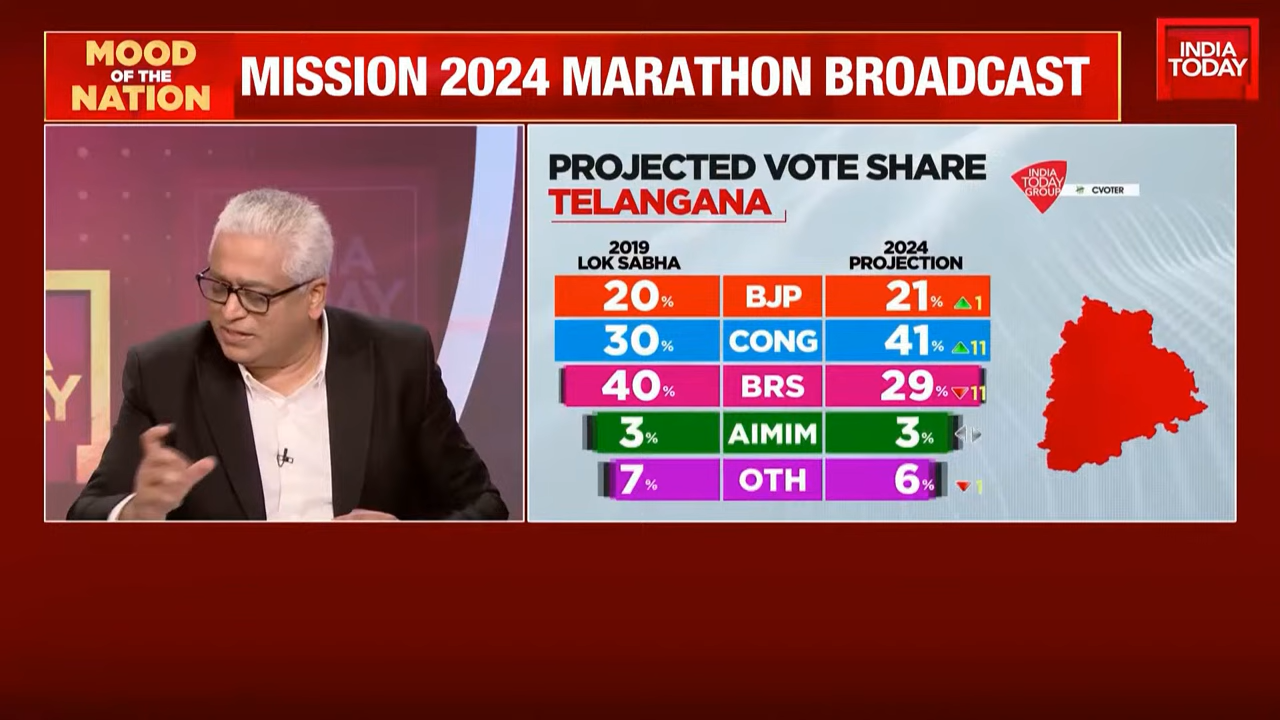 MOOD
OF THE
NATION
MISSION 2024 MARATHON BROADCAST
INDIA
TODAY
PROJECTED VOTE SHARE
TELANGANA
INDIA
TODAY
GROUP
CVOTER
2019
LOK SABHA
2024
PROJECTION
20% BJP 21% 1
30% CONG 41% 11
40% BRS 29% 11
3% AIMIM 3%
7% OTH 6% 1